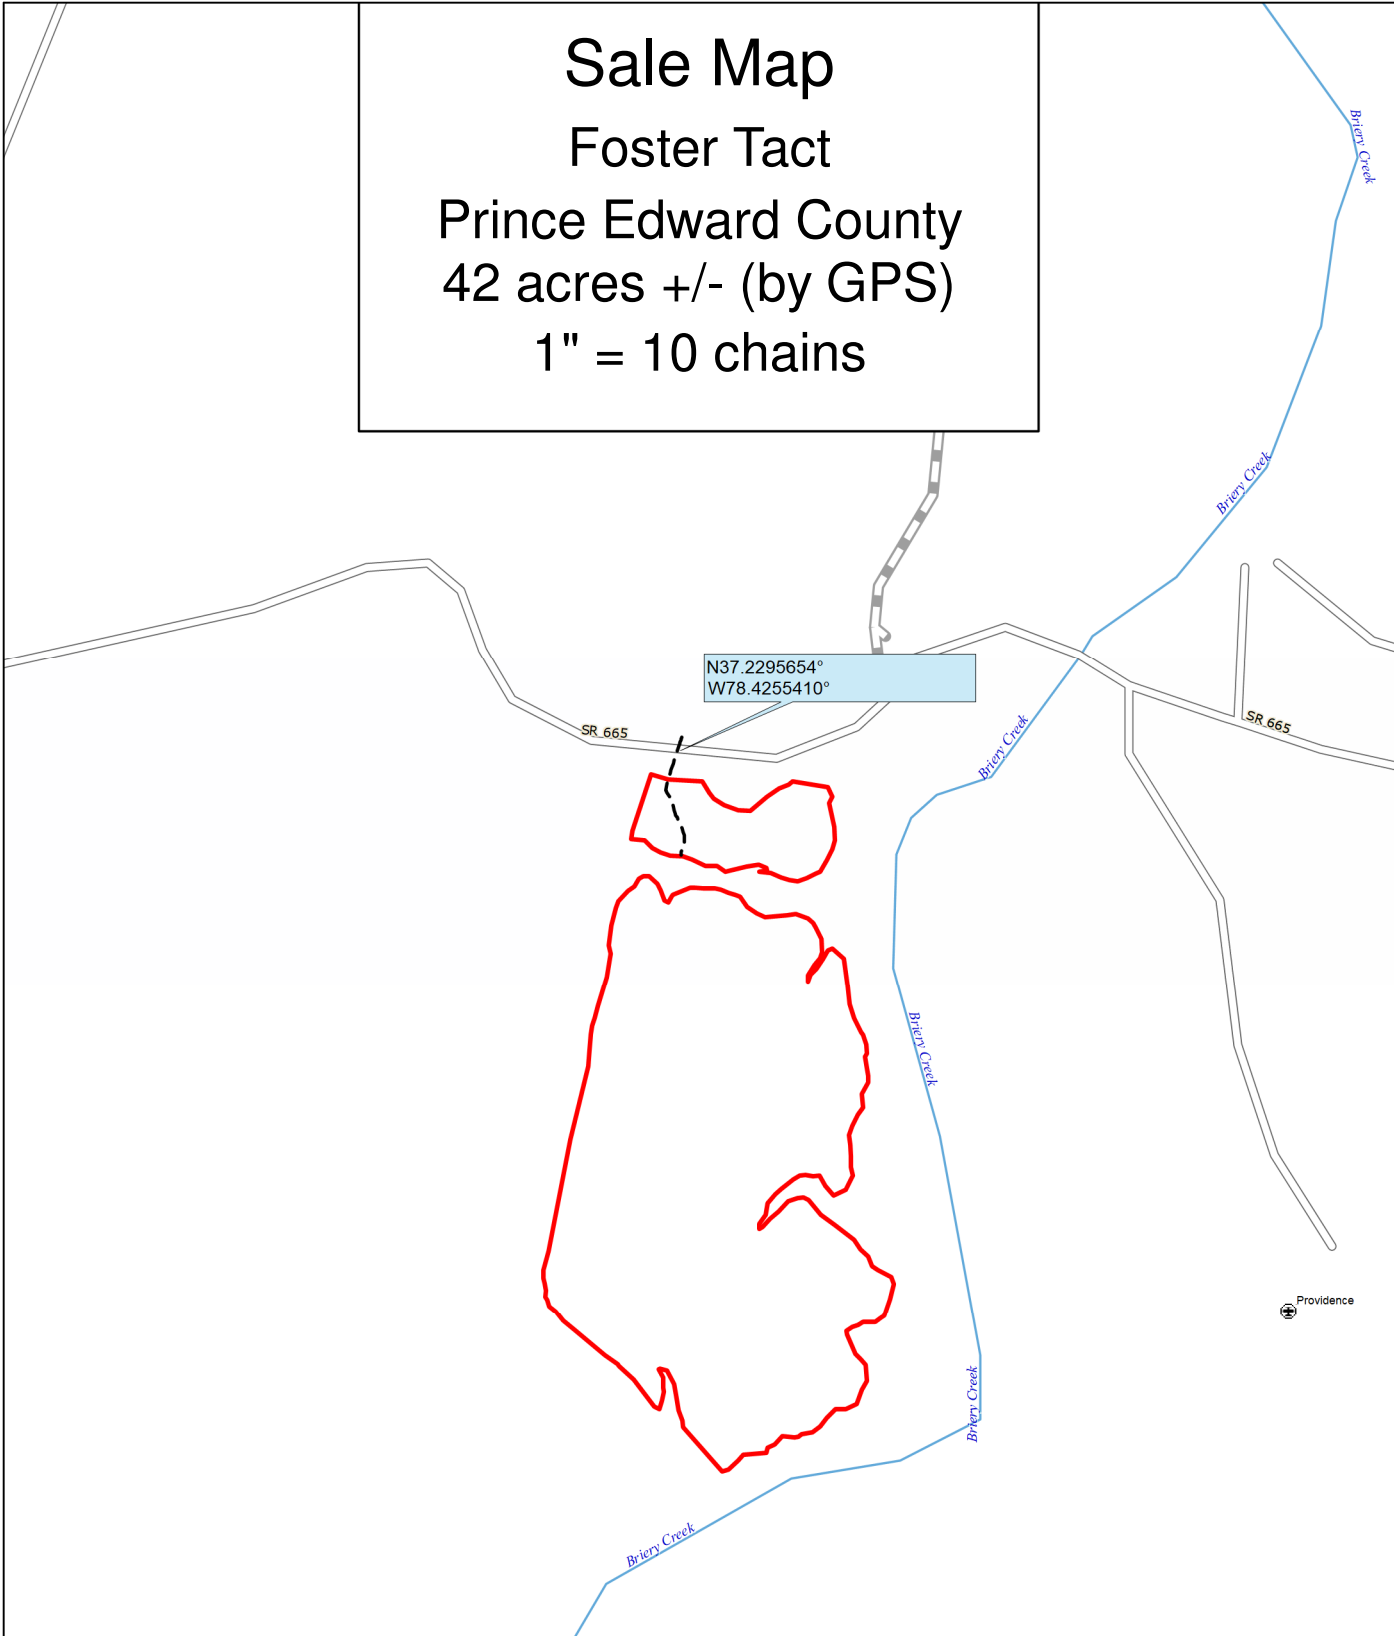 Sale Map
Foster Tact
Prince Edward County
42 acres +/- (by GPS)
1" = 10 chains
Briery Creek
Briery Creek
N37.2295654°
W78.4255410°
SR 665
SR 665
Briery Creek
Briery Creek
Providence
Briery Creek
Briery Creek